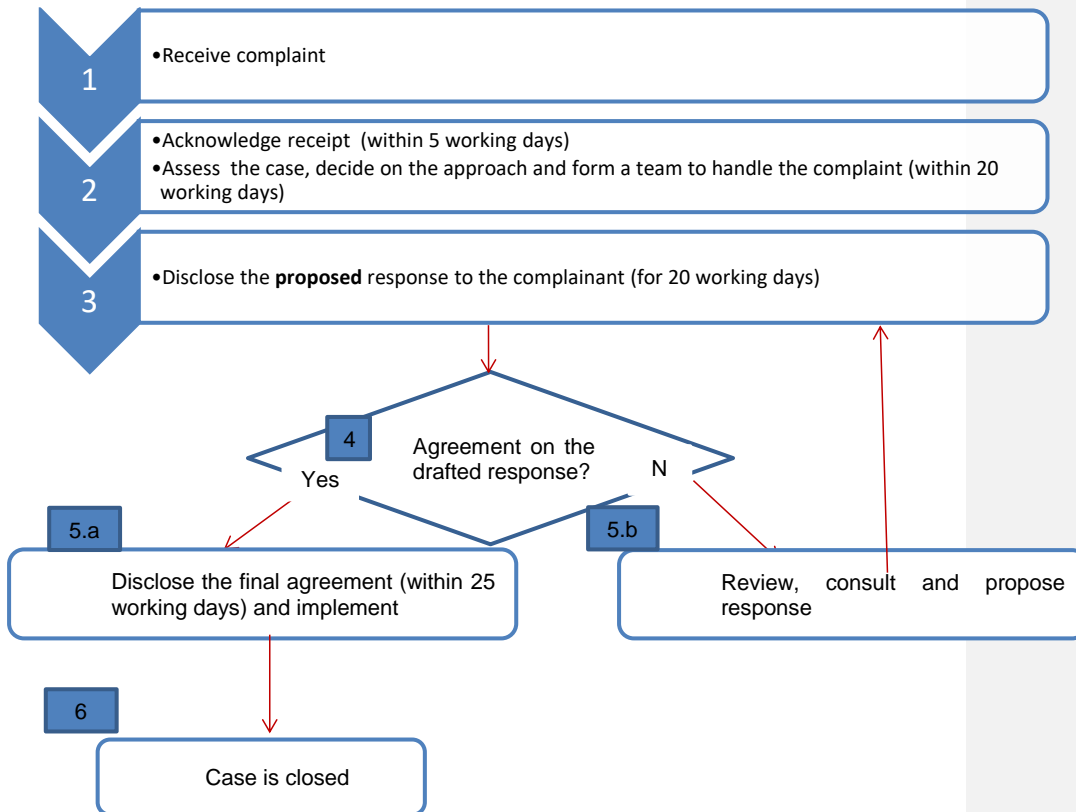 1
•Receive complaint
2
•Acknowledge receipt (within 5 working days)
•Assess the case, decide on the approach and form a team to handle the complaint (within 20
working days)
3
•Disclose the proposed response to the complainant (for 20 working days)
4
Agreement on the
drafted response?
Yes
N
5.a
Disclose the final agreement (within 25
working days) and implement
5.b
Review, consult and propose
response
6
Case is closed